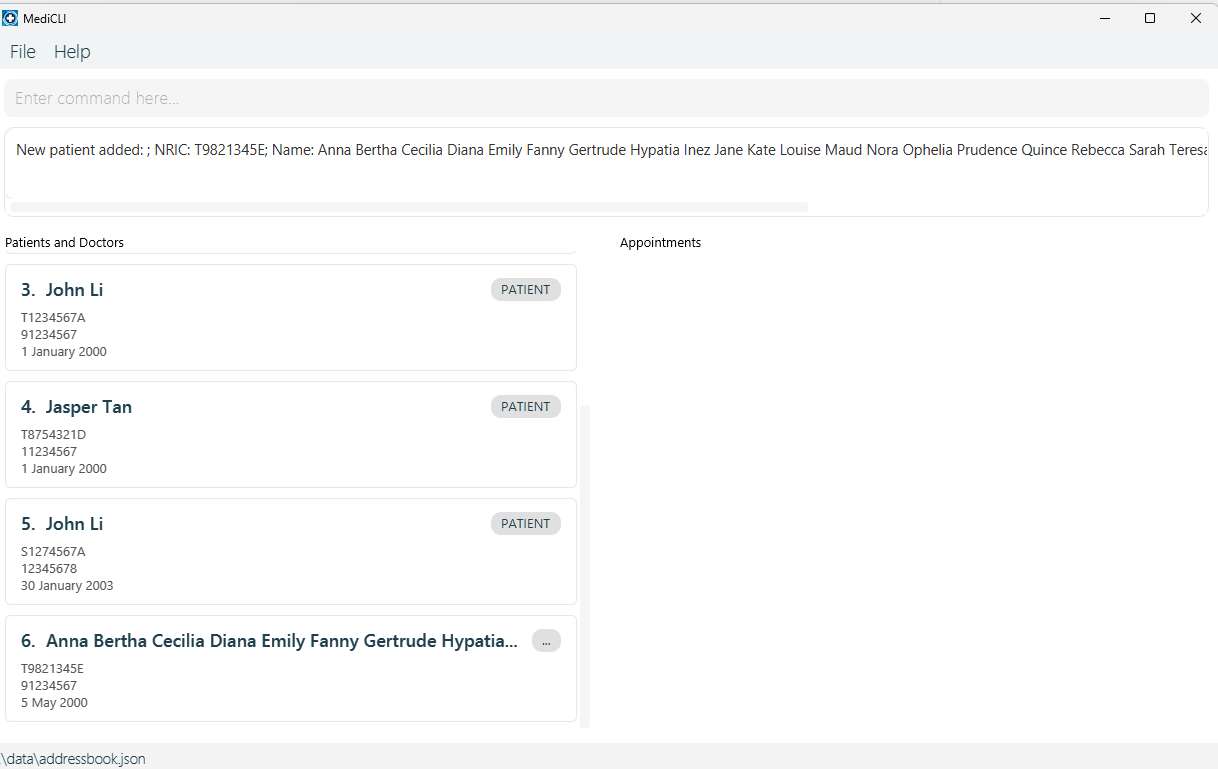 MediCLI
File Help
Enter command here...
New patient added: ; NRIC: T9821345E; Name: Anna Bertha Cecilia Diana Emily Fanny Gertrude Hypatia Inez Jane Kate Louise Maud Nora Ophelia Prudence Quince Rebecca Sarah Teresa
Patients and Doctors
Appointments
3. John Li PATIENT
T1234567A
91234567
1 January 2000
4. Jasper Tan PATIENT
T8754321D
11234567
1 January 2000
5. John Li PATIENT
S1274567A
12345678
30 January 2003
6. Anna Bertha Cecilia Diana Emily Fanny Gertrude Hypatia... ...
T9821345E
91234567
5 May 2000
\data\addressbook.json